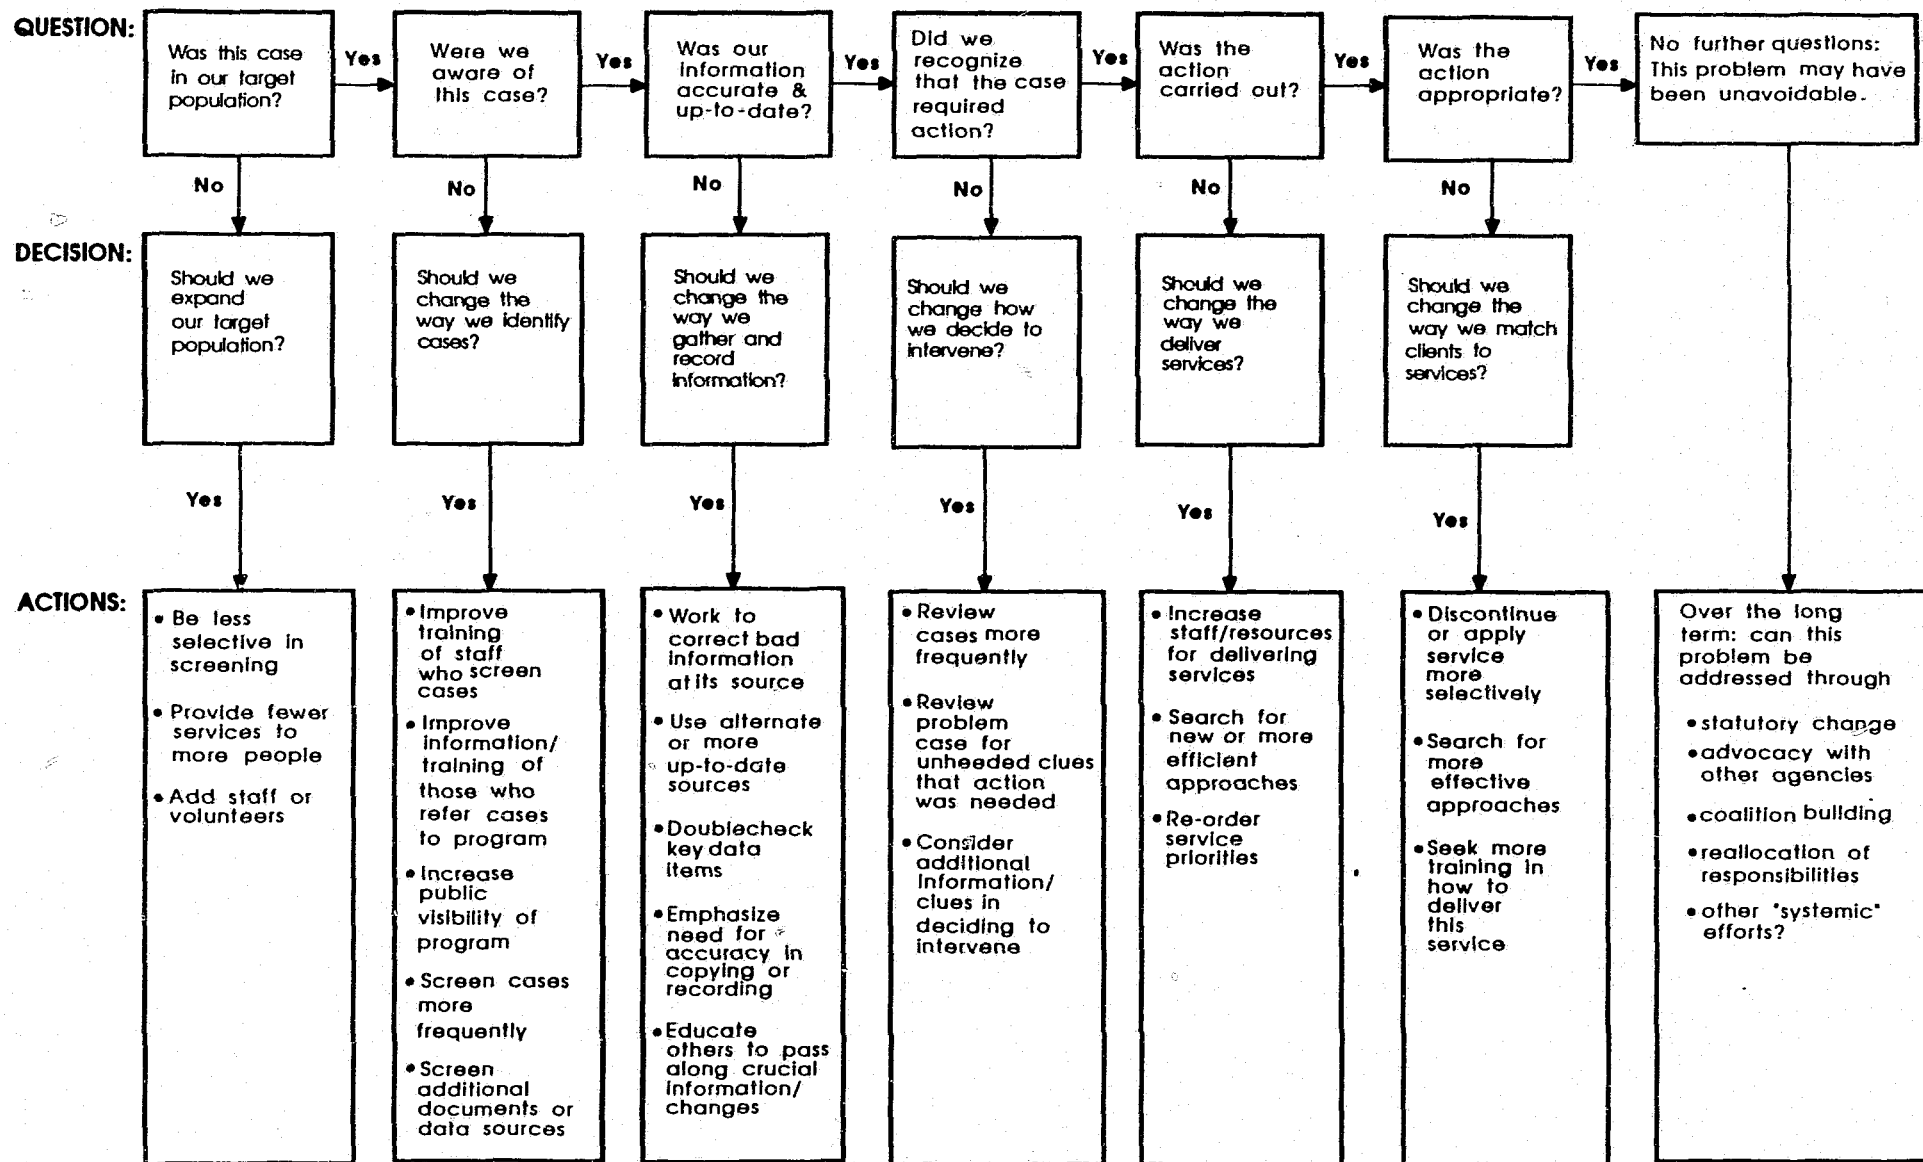 QUESTION:
Was this case
in our target
population?
Yes
Were we
aware of
this case?
Yes
Was our
information
accurate &
up-to-date?
Yes
Did we
recognize
that the case
required
action?
Yes
Was the
action
carried out?
Yes
Was the
action
appropriate?
Yes
No further questions:
This problem may have
been unavoidable.
No
No
No
No
No
No
DECISION:
Should we
expand
our target
population?
Should we
change the
way we identify
cases?
Should we
change the
way we
gather and
record
information?
Should we
change how
we decide to
intervene?
Should we
change the
way we
deliver
services?
Should we
change the
way we match
clients to
services?
Yes
Yes
Yes
Yes
Yes
Yes
ACTIONS:
• Be less
selective in
screening
• Provide fewer
services to
more people
• Add staff or
volunteers
• Improve
training
of staff
who screen
cases
• Improve
information/
training of
those who
refer cases
to program
• Increase
public
visibility of
program
• Screen cases
more
frequently
• Screen
additional
documents or
data sources
• Work to
correct bad
information
at its source
• Use alternate
or more
up-to-date
sources
• Doublecheck
key data
items
• Emphasize
need for
accuracy in
copying or
recording
• Educate
others to pass
along crucial
information/
changes
• Review
cases more
frequently
• Review
problem
case for
unheeded clues
that action
was needed
• Consider
additional
information/
clues in
deciding to
intervene
• Increase
staff/resources
for delivering
services
• Search for
new or more
efficient
approaches
• Re-order
service
priorities
• Discontinue
or apply
service
more
selectively
• Search for
more
effective
approaches
• Seek more
training in
how to
deliver
this
service
Over the long
term: can this
problem be
addressed through
• statutory change
• advocacy with
other agencies
• coalition building
• reallocation of
responsibilities
• other "systemic"
efforts?